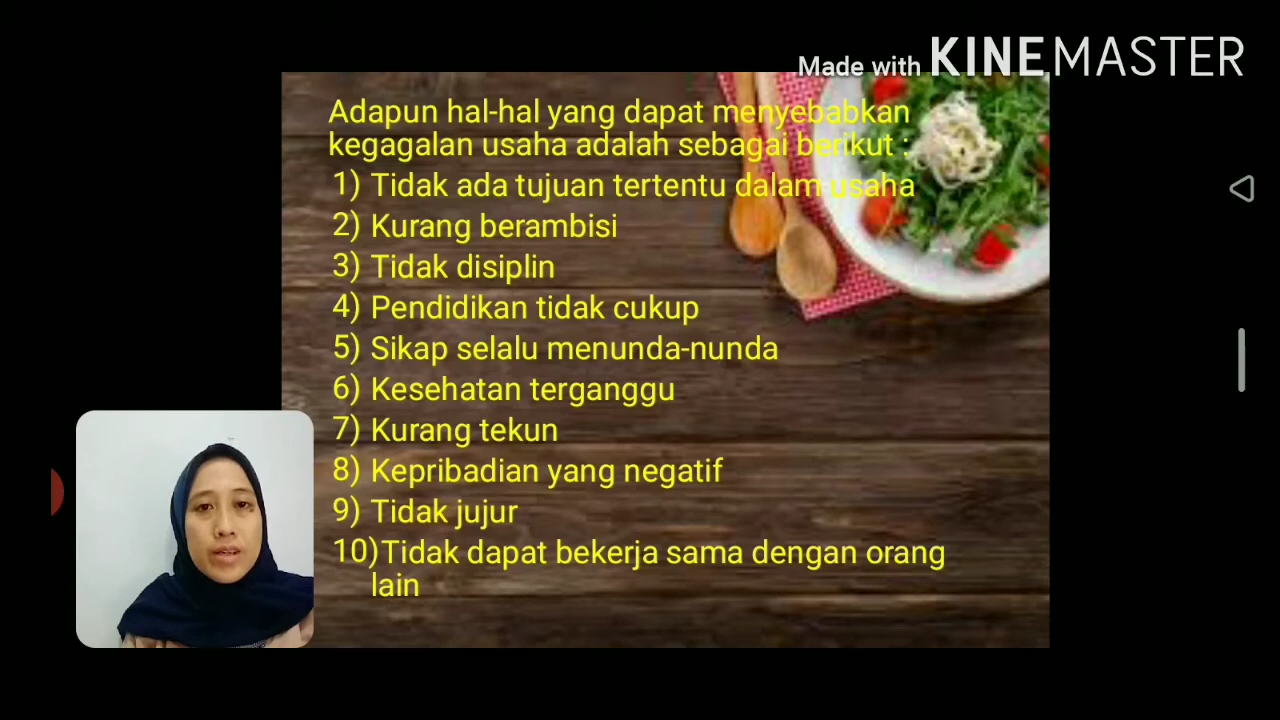 Made with KINEMASTER
Adapun hal-hal yang dapat menyebabkan
kegagalan usaha adalah sebagai berikut :
1) Tidak ada tujuan tertentu dalam usaha
2) Kurang berambisi
3) Tidak disiplin
4) Pendidikan tidak cukup
5) Sikap selalu menunda-nunda
6) Kesehatan terganggu
7) Kurang tekun
8) Kepribadian yang negatif
9) Tidak jujur
10)Tidak dapat bekerja sama dengan orang
lain